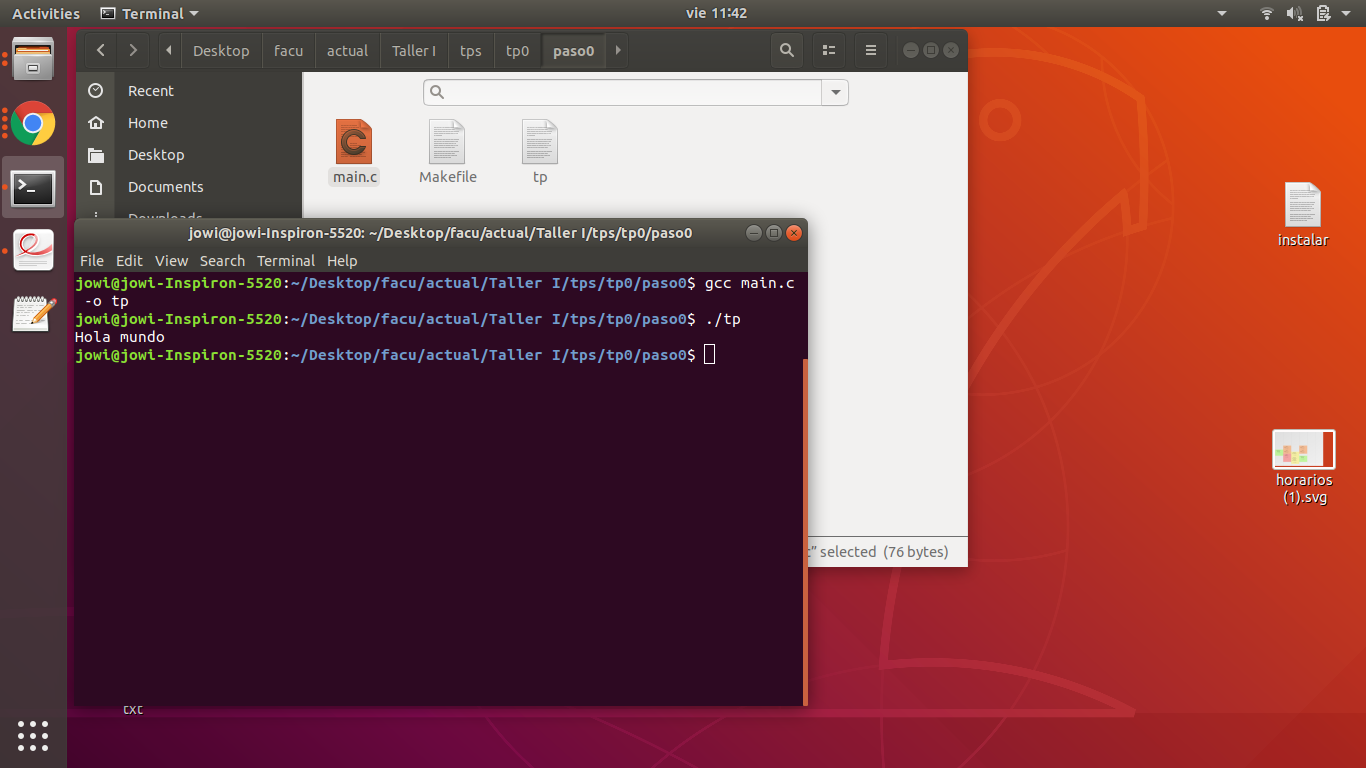 Activities Terminal vie 11:42
Desktop facu actual Taller I tps tp0 paso0
Recent
Home
Desktop
Documents
Downloads
main.c Makefile tp
instalar
horarios
(1).svg
jowi@jowi-Inspiron-5520: ~/Desktop/facu/actual/Taller I/tps/tp0/paso0
File Edit View Search Terminal Help
jowi@jowi-Inspiron-5520:~/Desktop/facu/actual/Taller I/tps/tp0/paso0$ gcc main.c
-o tp
jowi@jowi-Inspiron-5520:~/Desktop/facu/actual/Taller I/tps/tp0/paso0$ ./tp
Hola mundo
jowi@jowi-Inspiron-5520:~/Desktop/facu/actual/Taller I/tps/tp0/paso0$
c” selected (76 bytes)
txt